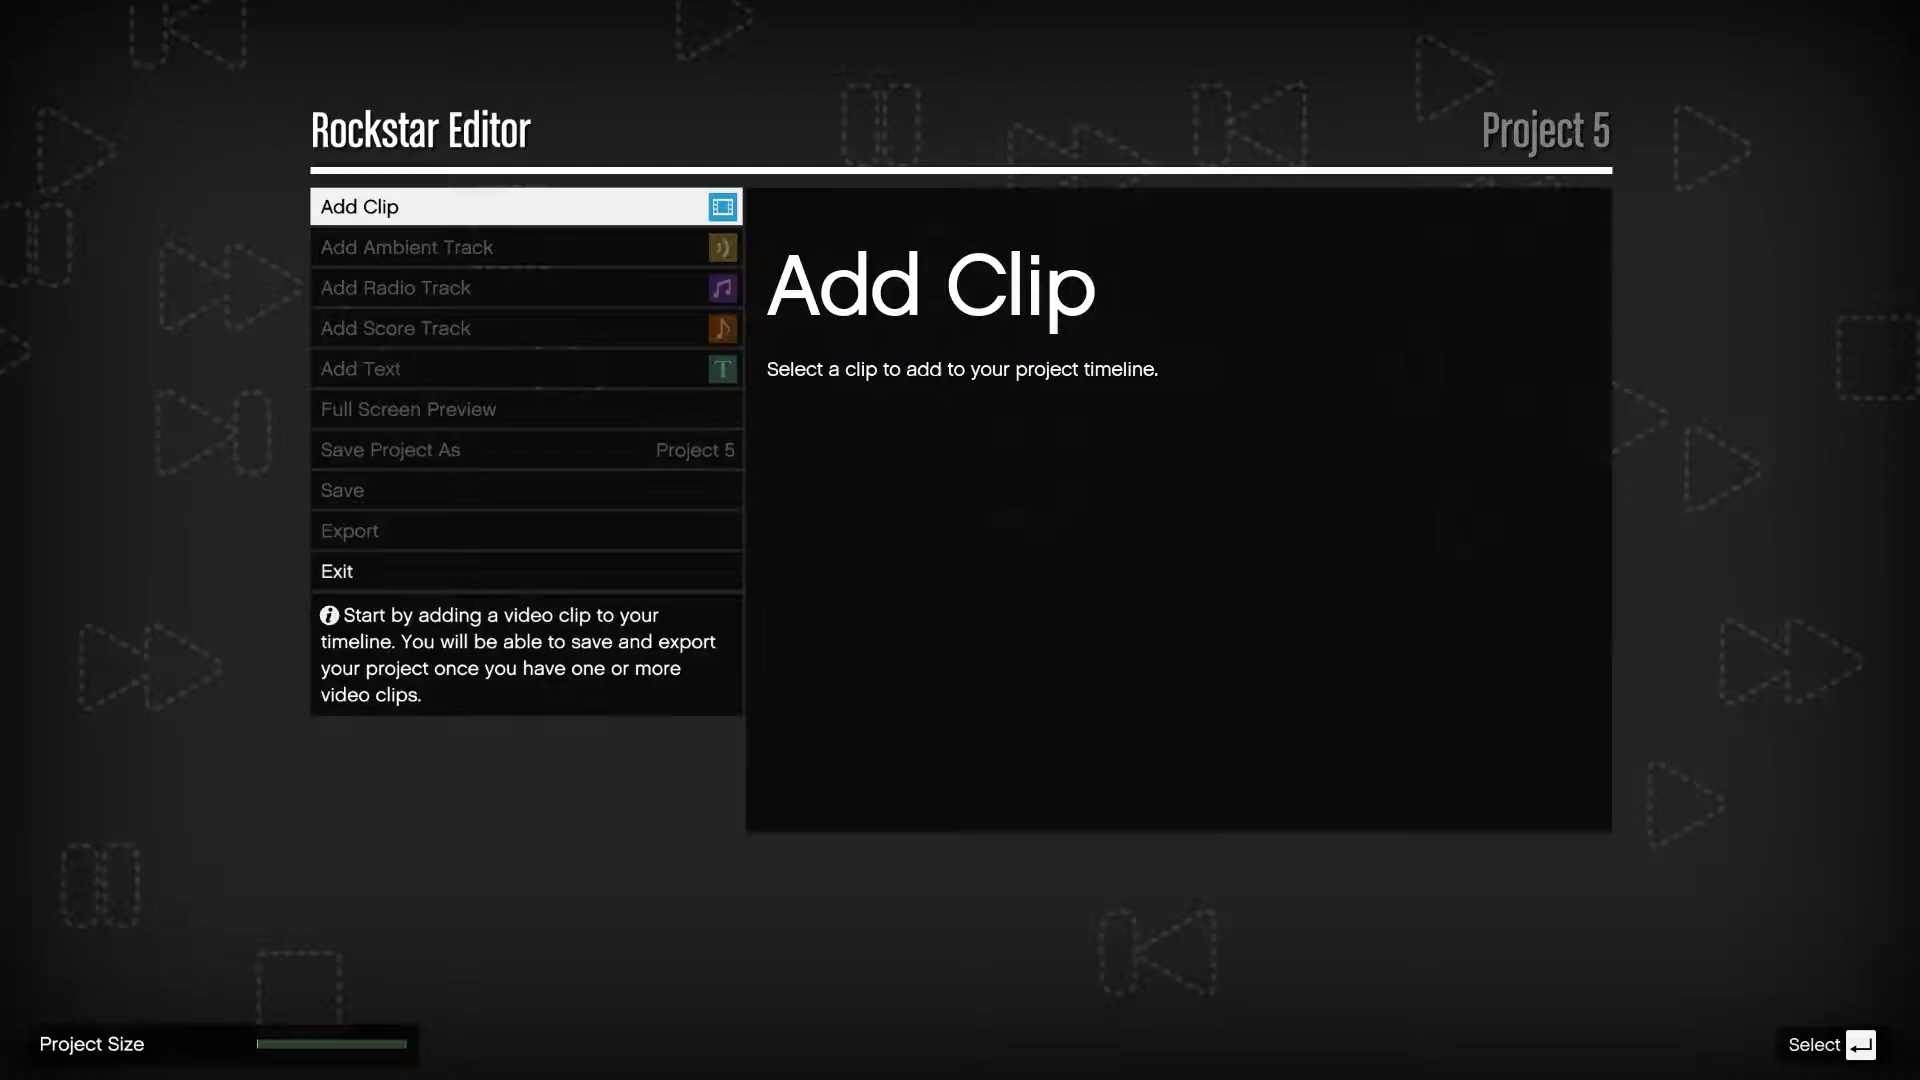 Rockstar Editor
Project 5
Add Clip
Add Ambient Track
Add Radio Track
Add Score Track
Add Text
T
Full Screen Preview
Save Project As Project 5
Save
Export
Exit
Start by adding a video clip to your
timeline. You will be able to save and export
your project once you have one or more
video clips.
Add Clip
Select a clip to add to your project timeline.
Project Size
Select